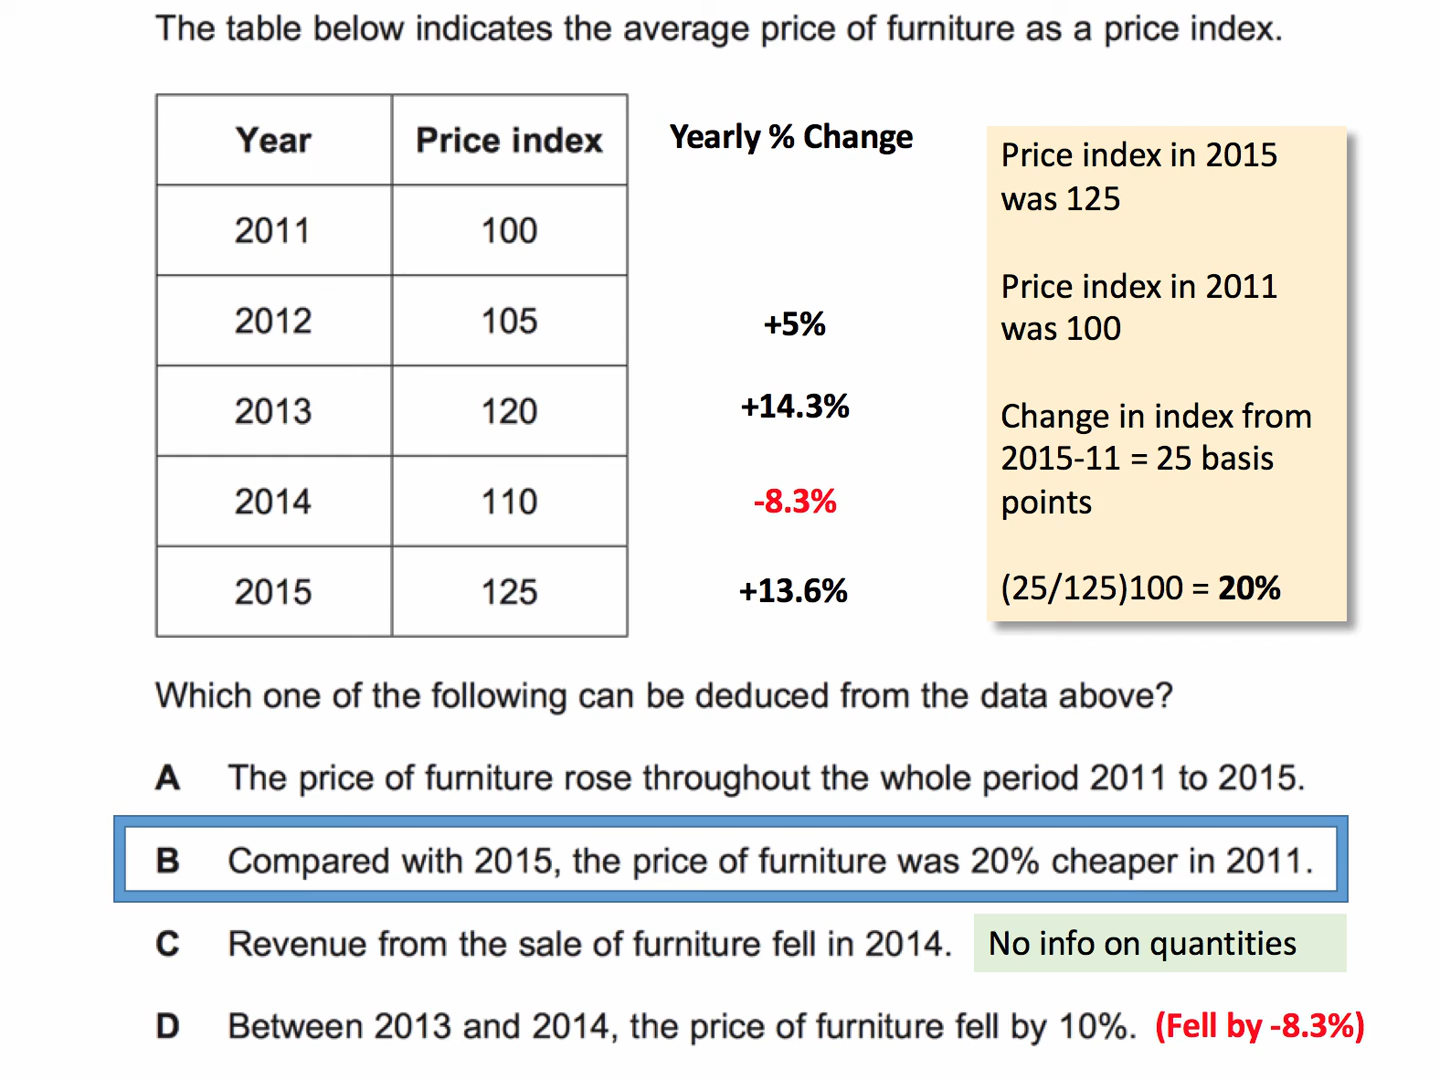 The table below indicates the average price of furniture as a price index.
Year Price index Yearly % Change
2011 100
2012 105 +5%
2013 120 +14.3%
2014 110 -8.3%
2015 125 +13.6%
Price index in 2015
was 125
Price index in 2011
was 100
Change in index from
2015-11 = 25 basis
points
(25/125)100 = 20%
Which one of the following can be deduced from the data above?
A The price of furniture rose throughout the whole period 2011 to 2015.
B Compared with 2015, the price of furniture was 20% cheaper in 2011.
C Revenue from the sale of furniture fell in 2014. No info on quantities
D Between 2013 and 2014, the price of furniture fell by 10%. (Fell by -8.3%)